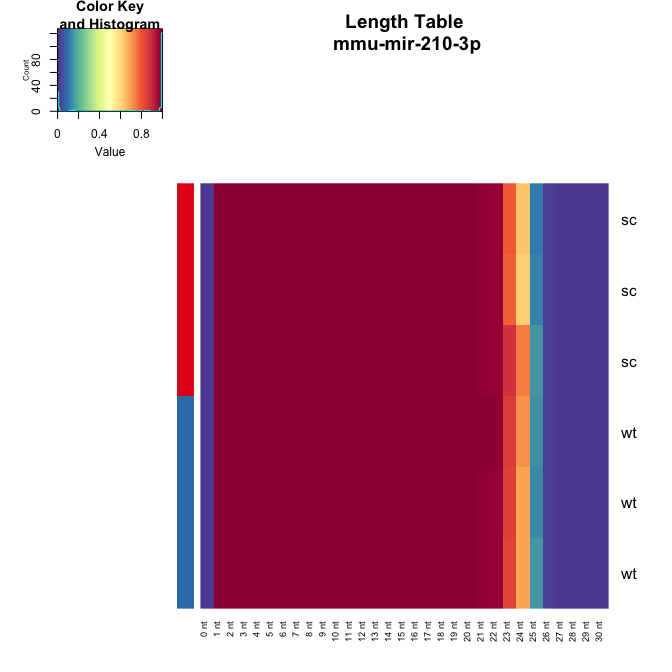 Color Key
and Histogram
Count
0 40 80
0 0.4 0.8
Value
Length Table
mmu-mir-210-3p
sc
sc
sc
wt
wt
wt
0 nt
1 nt
2 nt
3 nt
4 nt
5 nt
6 nt
7 nt
8 nt
9 nt
10 nt
11 nt
12 nt
13 nt
14 nt
15 nt
16 nt
17 nt
18 nt
19 nt
20 nt
21 nt
22 nt
23 nt
24 nt
25 nt
26 nt
27 nt
28 nt
29 nt
30 nt